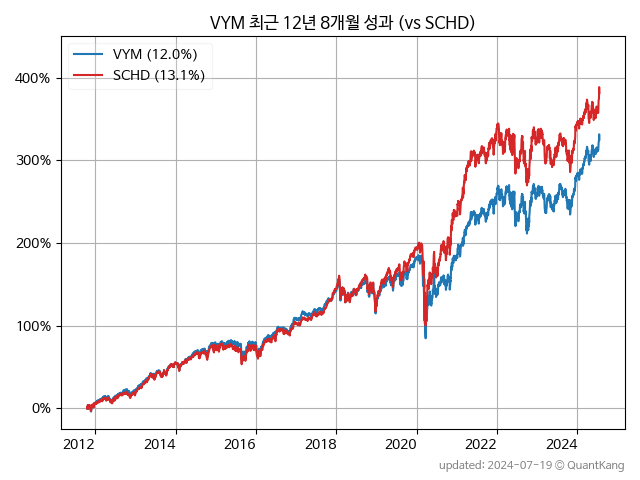 VYM 최근 12년 8개월 성과 (vs SCHD)
VYM (12.0%)
SCHD (13.1%)
400%
300%
200%
100%
0%
2012 2014 2016 2018 2020 2022 2024
updated: 2024-07-19 © QuantKang